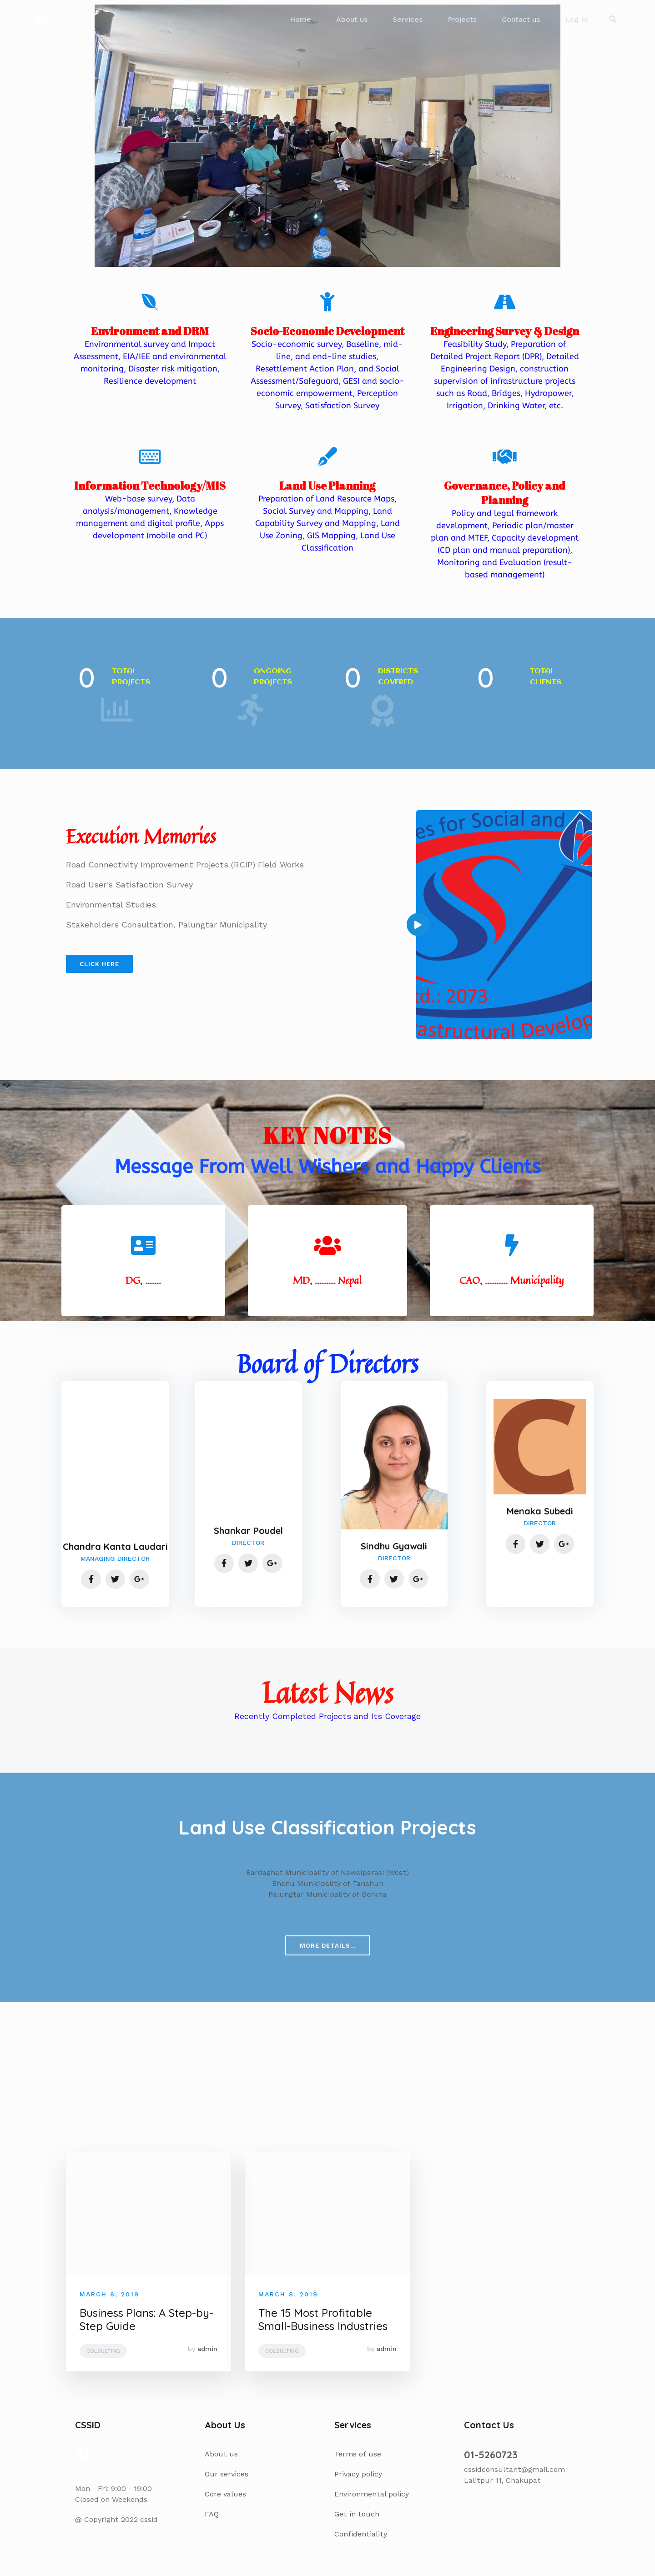 Home About us Services Projects Contact us Log in
Environment and DRM
Environmental survey and Impact
Assessment, EIA/IEE and environmental
monitoring, Disaster risk mitigation,
Resilience development
Socio-Economic Development
Socio-economic survey, Baseline, mid-
line, and end-line studies,
Resettlement Action Plan, and Social
Assessment/Safeguard, GESI and socio-
economic empowerment, Perception
Survey, Satisfaction Survey
Engineering Survey & Design
Feasibility Study, Preparation of
Detailed Project Report (DPR), Detailed
Engineering Design, construction
supervision of infrastructure projects
such as Road, Bridges, Hydropower,
Irrigation, Drinking Water, etc.
Information Technology/MIS
Web-base survey, Data
analysis/management, Knowledge
management and digital profile, Apps
development (mobile and PC)
Land Use Planning
Preparation of Land Resource Maps,
Social Survey and Mapping, Land
Capability Survey and Mapping, Land
Use Zoning, GIS Mapping, Land Use
Classification
Governance, Policy and
Planning
Policy and legal framework
development, Periodic plan/master
plan and MTEF, Capacity development
(CD plan and manual preparation),
Monitoring and Evaluation (result-
based management)
0 TOTAL
PROJECTS
0 ONGOING
PROJECTS
0 DISTRICTS
COVERED
0 TOTAL
CLIENTS
Execution Memories
Road Connectivity Improvement Projects (RCIP) Field Works
Road User's Satisfaction Survey
Environmental Studies
Stakeholders Consultation, Palungtar Municipality
CLICK HERE
es for Social and
td.: 2073
astructural Develop
KEY NOTES
Message From Well Wishers and Happy Clients
DG, .......
MD, ......... Nepal
CAO, .......... Municipality
Board of Directors
Chandra Kanta Laudari
MANAGING DIRECTOR
Shankar Poudel
DIRECTOR
Sindhu Gyawali
DIRECTOR
C
Menaka Subedi
DIRECTOR
Latest News
Recently Completed Projects and Its Coverage
Land Use Classification Projects
Bardaghat Municipality of Nawalparasi (West)
Bhanu Municipality of Tanahun
Palungtar Municipality of Gorkha
MORE DETAILS...
MARCH 8, 2019
Business Plans: A Step-by-
Step Guide
COLSULTING by admin
MARCH 8, 2019
The 15 Most Profitable
Small-Business Industries
COLSULTING by admin
CSSID
Mon - Fri: 9:00 - 19:00
Closed on Weekends
@ Copyright 2022 cssid
About Us
About us
Our services
Core values
FAQ
Services
Terms of use
Privacy policy
Environmental policy
Get in touch
Confidentiality
Contact Us
01-5260723
cssidconsultant@gmail.com
Lalitpur 11, Chakupat